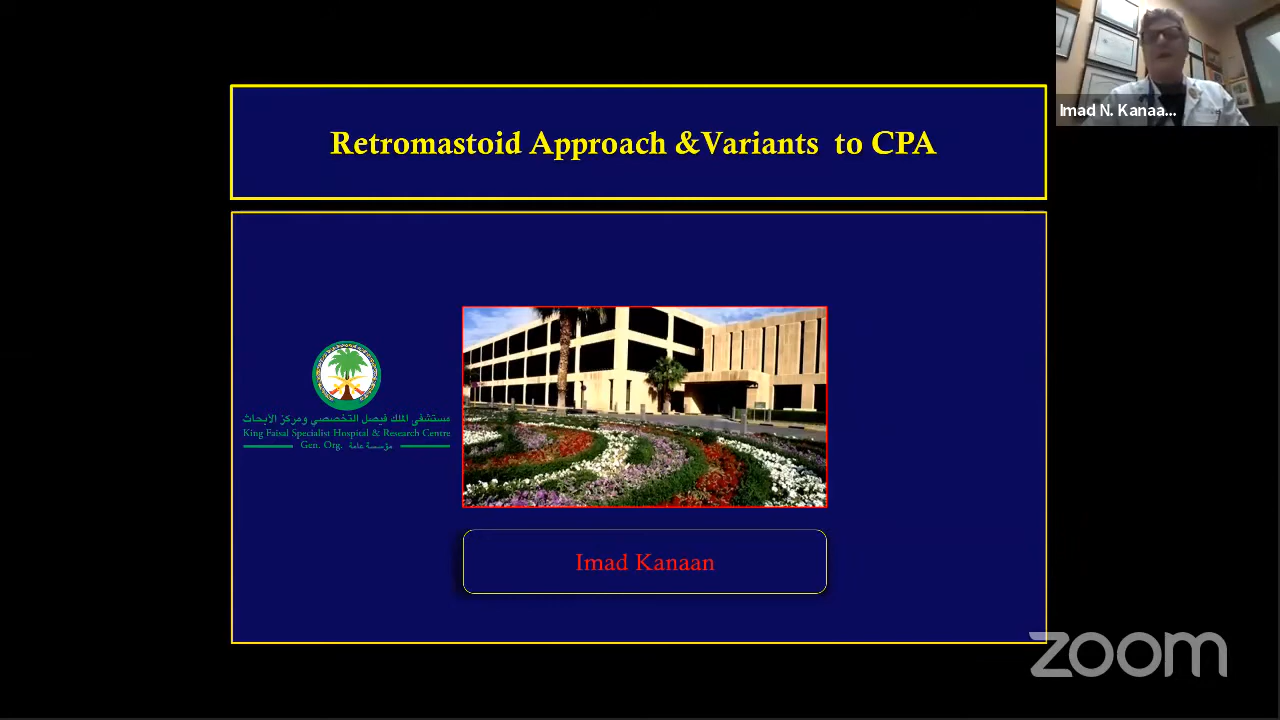 Imad N. Kanaa...
Retromastoid Approach &Variants to CPA
مستشفى الملك فيصل التخصصي ومركز الأبحاث
King Faisal Specialist Hospital & Research Centre
Gen. Org. مؤسسة عامة
Imad Kanaan
zoom